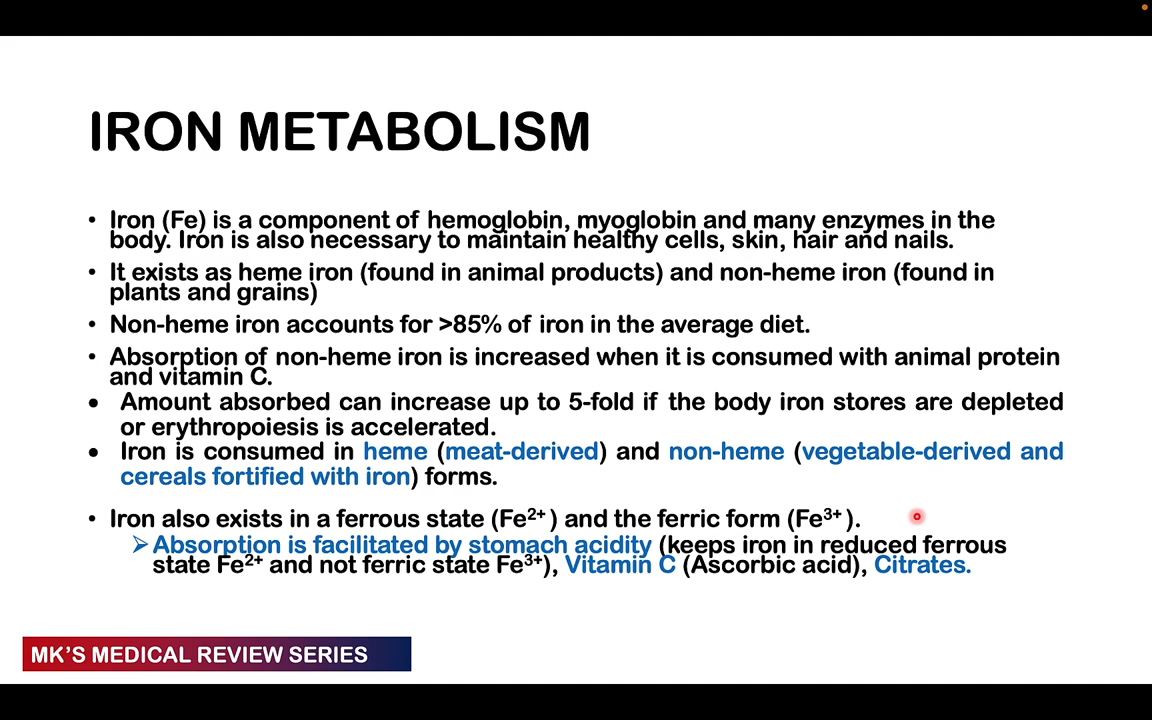 IRON METABOLISM
• Iron (Fe) is a component of hemoglobin, myoglobin and many enzymes in the
body. Iron is also necessary to maintain healthy cells, skin, hair and nails.
• It exists as heme iron (found in animal products) and non-heme iron (found in
plants and grains)
• Non-heme iron accounts for >85% of iron in the average diet.
• Absorption of non-heme iron is increased when it is consumed with animal protein
and vitamin C.
• Amount absorbed can increase up to 5-fold if the body iron stores are depleted
or erythropoiesis is accelerated.
• Iron is consumed in heme (meat-derived) and non-heme (vegetable-derived and
cereals fortified with iron) forms.
• Iron also exists in a ferrous state (Fe²⁺ ) and the ferric form (Fe³⁺ ).
➢ Absorption is facilitated by stomach acidity (keeps iron in reduced ferrous
state Fe²⁺ and not ferric state Fe³⁺), Vitamin C (Ascorbic acid), Citrates.
MK'S MEDICAL REVIEW SERIES